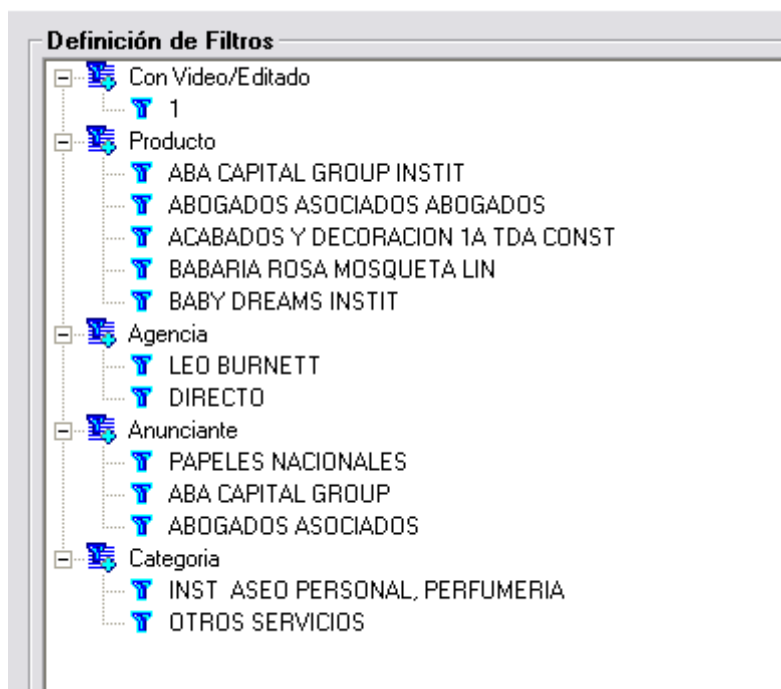 Definición de Filtros
Con Video/Editado
1
Producto
ABA CAPITAL GROUP INSTIT
ABOGADOS ASOCIADOS ABOGADOS
ACABADOS Y DECORACION 1A TDA CONST
BABARIA ROSA MOSQUETA LIN
BABY DREAMS INSTIT
Agencia
LEO BURNETT
DIRECTO
Anunciante
PAPELES NACIONALES
ABA CAPITAL GROUP
ABOGADOS ASOCIADOS
Categoria
INST  ASEO PERSONAL, PERFUMERIA
OTROS SERVICIOS